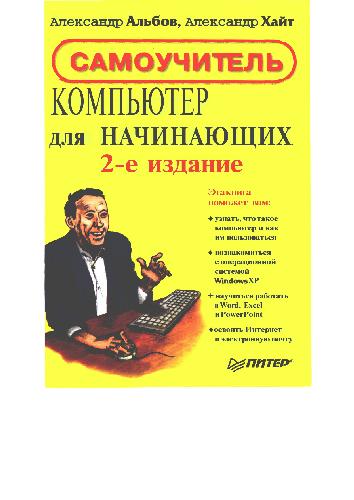 Александр Альбов, Александр Хайт
САМОУЧИТЕЛЬ
КОМПЬЮТЕР
для НАЧИНАЮЩИХ
2-е издание
Эта книга
поможет вам:
♦ узнать, что такое
компьютер и как
им пользоваться
♦ познакомиться
с операционной
системой
Windows XP
♦ научиться работать
в Word, Excel
и PowerPoint
♦ освоить Интернет
и электронную почту
ПИТЕР